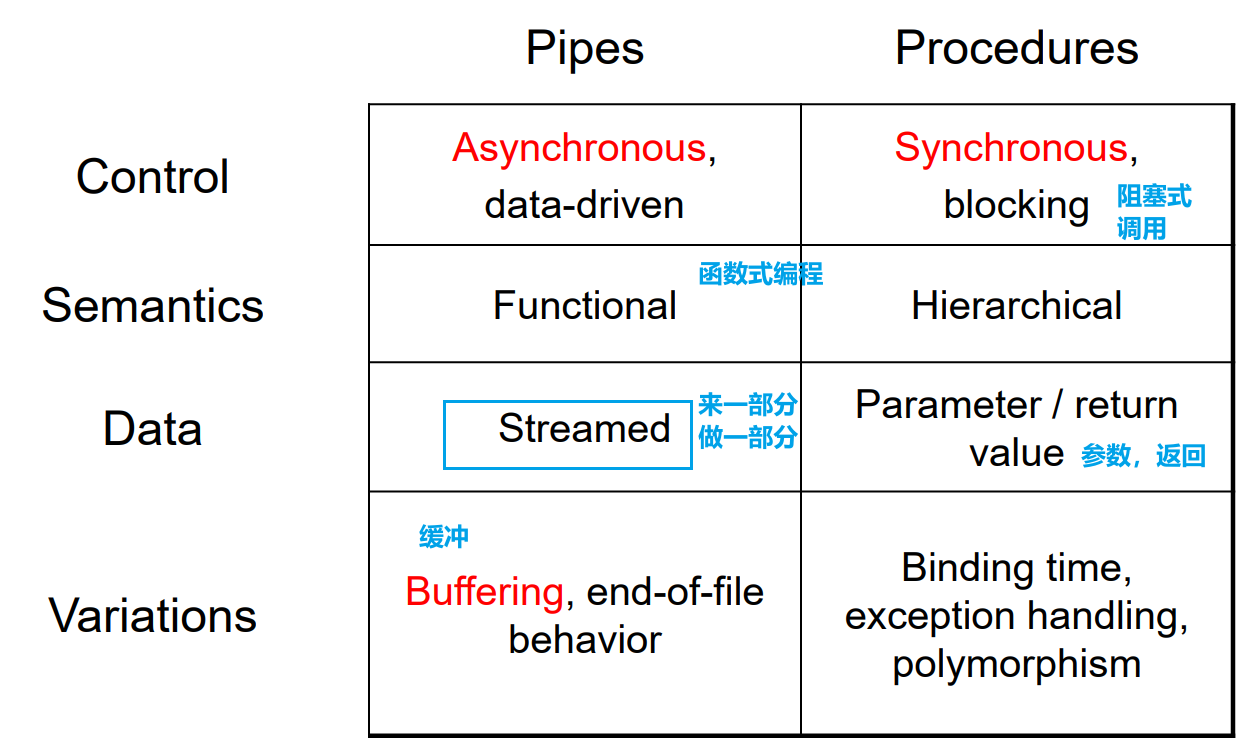 Pipes
Procedures
Control
Asynchronous,
data-driven
Synchronous,
blocking
阻塞式
调用
Semantics
Functional
函数式编程
Hierarchical
Data
Streamed
来一部分
做一部分
Parameter / return
value
参数，返回
Variations
缓冲
Buffering, end-of-file
behavior
Binding time,
exception handling,
polymorphism